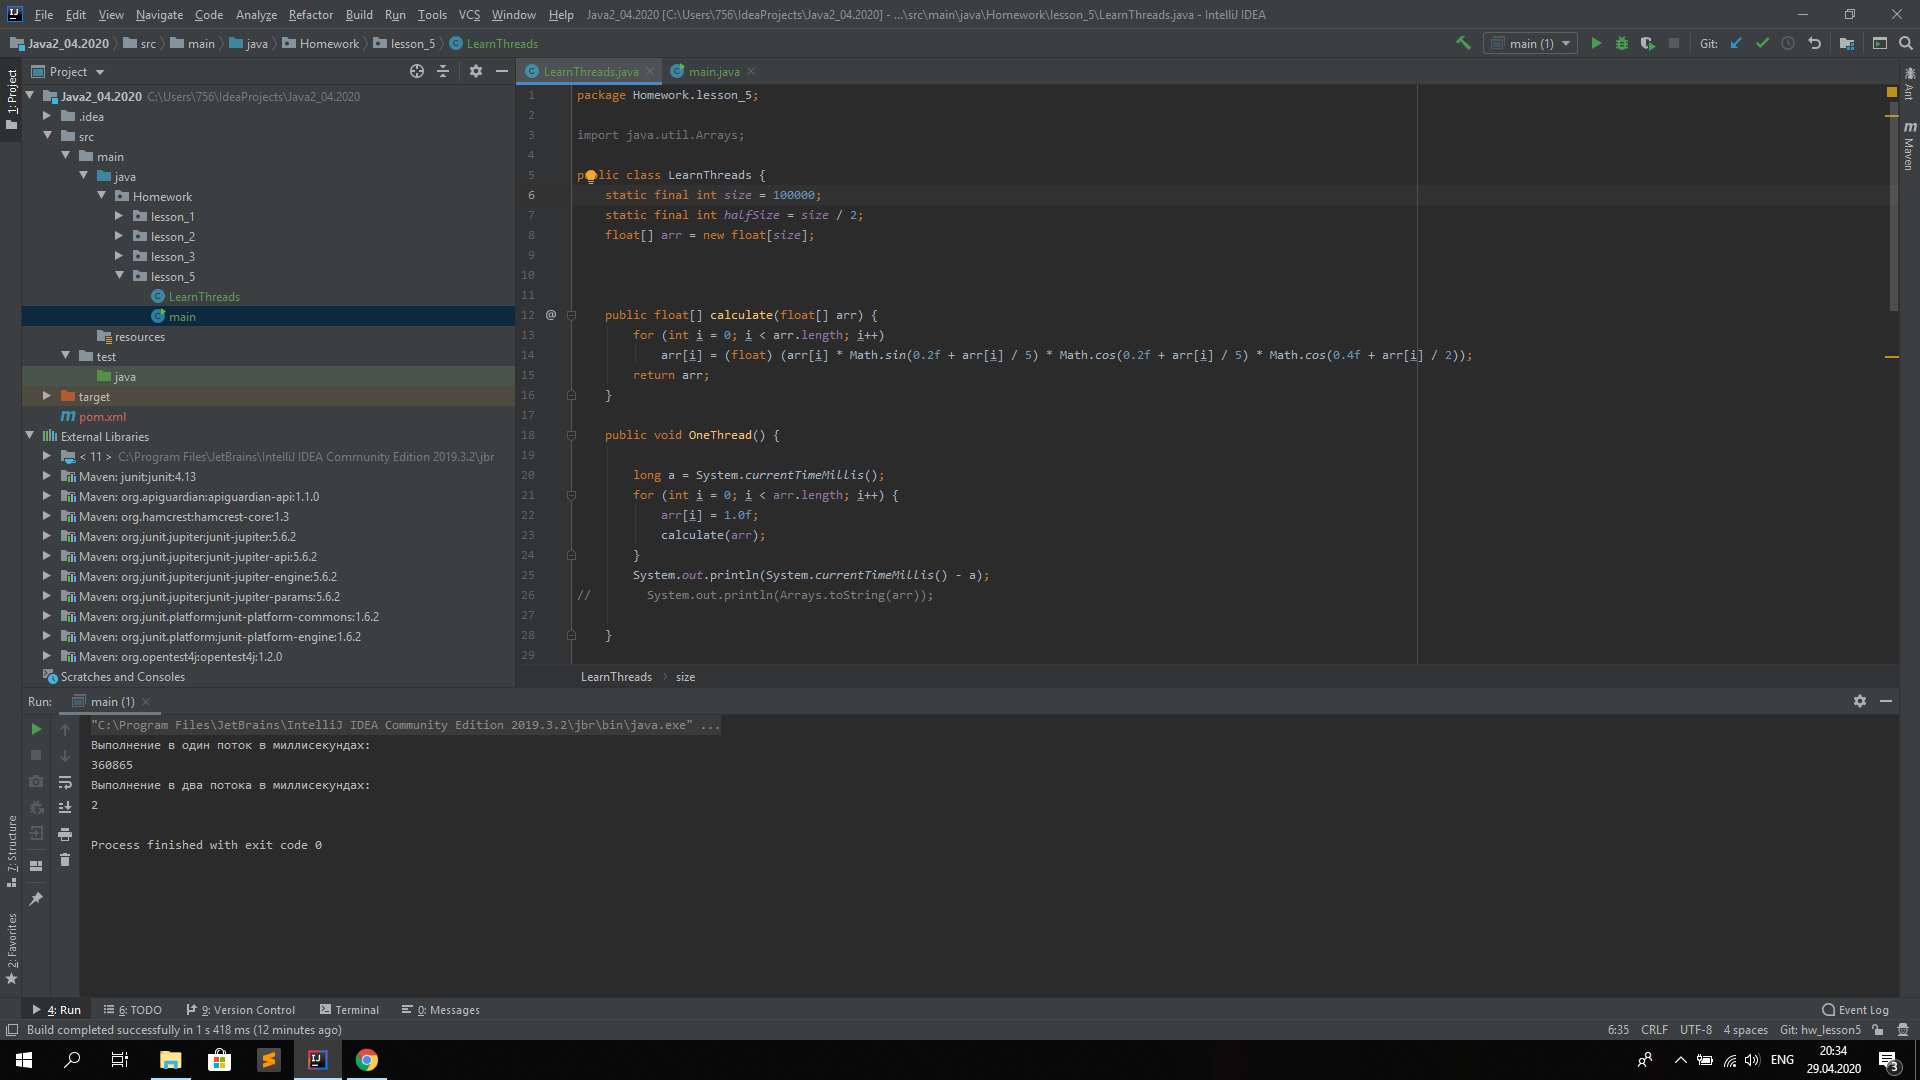 File Edit View Navigate Code Analyze Refactor Build Run Tools VCS Window Help Java2_04.2020 [C:\Users\756\IdeaProjects\Java2_04.2020] - ...\src\main\java\Homework\lesson_5\LearnThreads.java - IntelliJ IDEA
Java2_04.2020 src main java Homework lesson_5 LearnThreads main (1) Git:
Project
LearnThreads.java main.java
1: Project
Java2_04.2020 C:\Users\756\IdeaProjects\Java2_04.2020
.idea
src
main
java
Homework
lesson_1
lesson_2
lesson_3
lesson_5
LearnThreads
main
resources
test
java
target
pom.xml
External Libraries
< 11 > C:\Program Files\JetBrains\IntelliJ IDEA Community Edition 2019.3.2\jbr
Maven: junit:junit:4.13
Maven: org.apiguardian:apiguardian-api:1.1.0
Maven: org.hamcrest:hamcrest-core:1.3
Maven: org.junit.jupiter:junit-jupiter:5.6.2
Maven: org.junit.jupiter:junit-jupiter-api:5.6.2
Maven: org.junit.jupiter:junit-jupiter-engine:5.6.2
Maven: org.junit.jupiter:junit-jupiter-params:5.6.2
Maven: org.junit.platform:junit-platform-commons:1.6.2
Maven: org.junit.platform:junit-platform-engine:1.6.2
Maven: org.opentest4j:opentest4j:1.2.0
Scratches and Consoles
1 package Homework.lesson_5;
2
3 import java.util.Arrays;
4
5 public class LearnThreads {
6 static final int size = 100000;
7 static final int halfSize = size / 2;
8 float[] arr = new float[size];
9
10
11
12 @ public float[] calculate(float[] arr) {
13 for (int i = 0; i < arr.length; i++)
14 arr[i] = (float) (arr[i] * Math.sin(0.2f + arr[i] / 5) * Math.cos(0.2f + arr[i] / 5) * Math.cos(0.4f + arr[i] / 2));
15 return arr;
16 }
17
18 public void OneThread() {
19
20 long a = System.currentTimeMillis();
21 for (int i = 0; i < arr.length; i++) {
22 arr[i] = 1.0f;
23 calculate(arr);
24 }
25 System.out.println(System.currentTimeMillis() - a);
26 // System.out.println(Arrays.toString(arr));
27
28 }
29
LearnThreads size
Ant
Maven
Run: main (1)
"C:\Program Files\JetBrains\IntelliJ IDEA Community Edition 2019.3.2\jbr\bin\java.exe" ...
Выполнение в один поток в миллисекундах:
360865
Выполнение в два потока в миллисекундах:
2
Process finished with exit code 0
7: Structure
2: Favorites
4: Run 6: TODO 9: Version Control Terminal 0: Messages Event Log
Build completed successfully in 1 s 418 ms (12 minutes ago) 6:35 CRLF UTF-8 4 spaces Git: hw_lesson5
ENG 20:34
29.04.2020 3